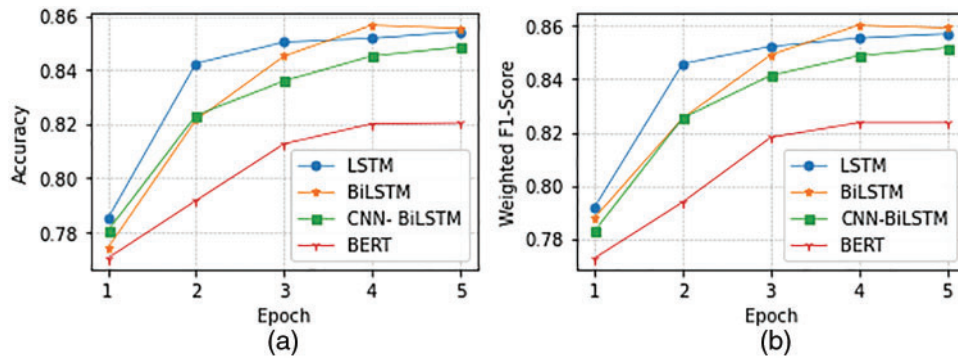 0.86
0.84
0.82
0.80
0.78
Accuracy
LSTM
BiLSTM
CNN- BiLSTM
BERT
1 2 3 4 5
Epoch
(a)
0.86
0.84
0.82
0.80
0.78
Weighted F1-Score
LSTM
BiLSTM
CNN-BiLSTM
BERT
1 2 3 4 5
Epoch
(b)